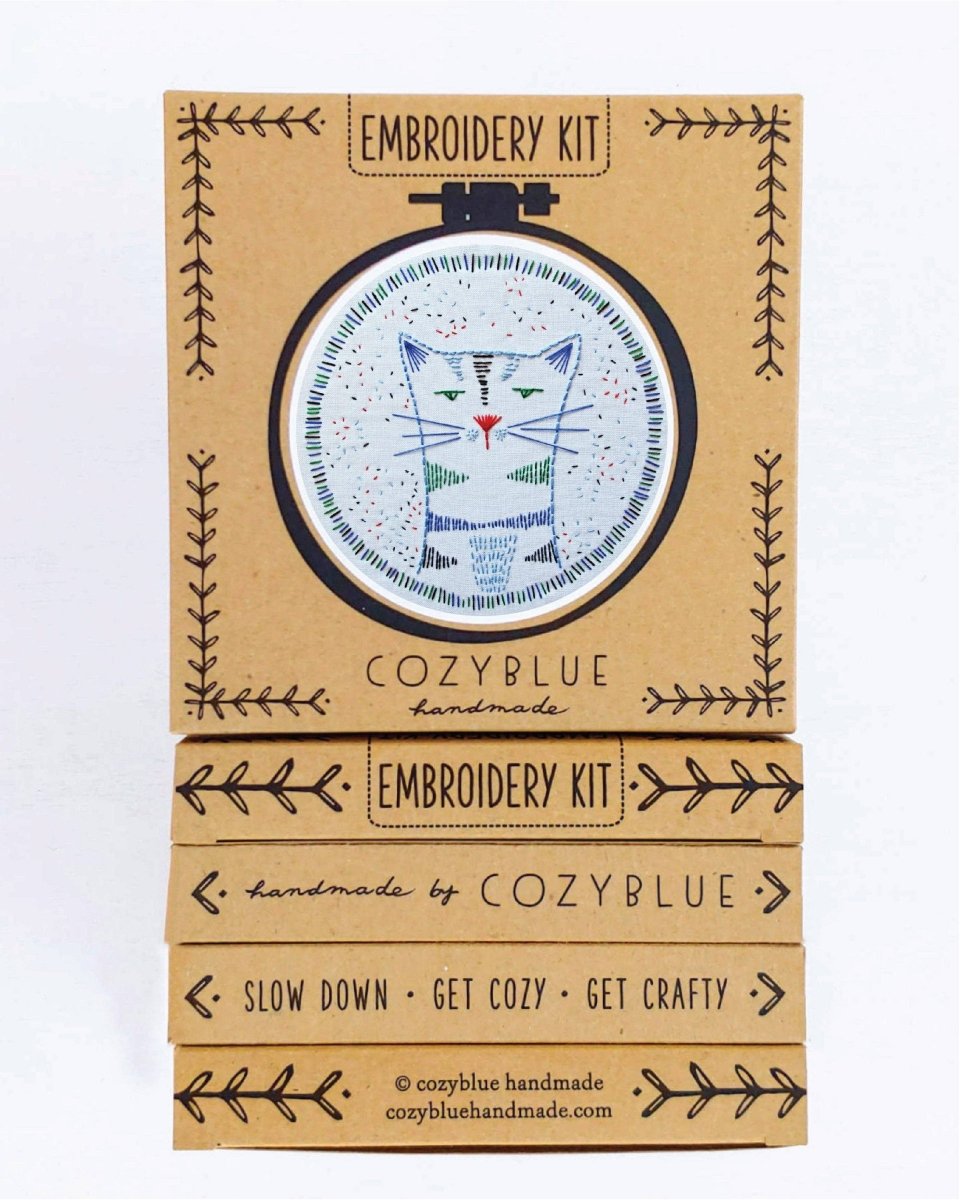 EMBROIDERY KIT
COZYBLUE
handmade
EMBROIDERY KIT
handmade by COZYBLUE
SLOW DOWN • GET COZY • GET CRAFTY
© cozyblue handmade
cozybluehandmade.com